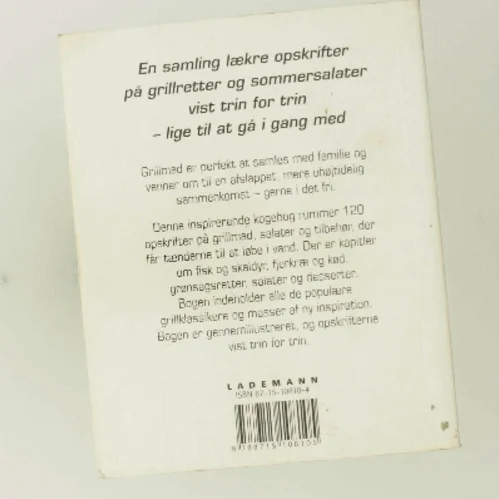 En samling lækre opskrifter
på grillretter og sommersalater
vist trin for trin
– lige til at gå i gang med
Grillmad er perfekt at samles med familie og
venner om til en afslappet, mere uhøjtidelig
sammenkomst – gerne i det fri.
Denne inspirerende kogebog rummer 120
opskrifter på grillmad, salater og tilbehør, der
får tænderne til at løbe i vand. Der er kapitler
om fisk og skaldyr, fjerkræ og kød,
grønsagsretter, salater og desserter.
Bogen indeholder alle de populære
grillklassikere og masser af ny inspiration.
Bogen er gennemillustreret, og opskrifterne
vist trin for trin.
LADEMANN
ISBN 87-15-